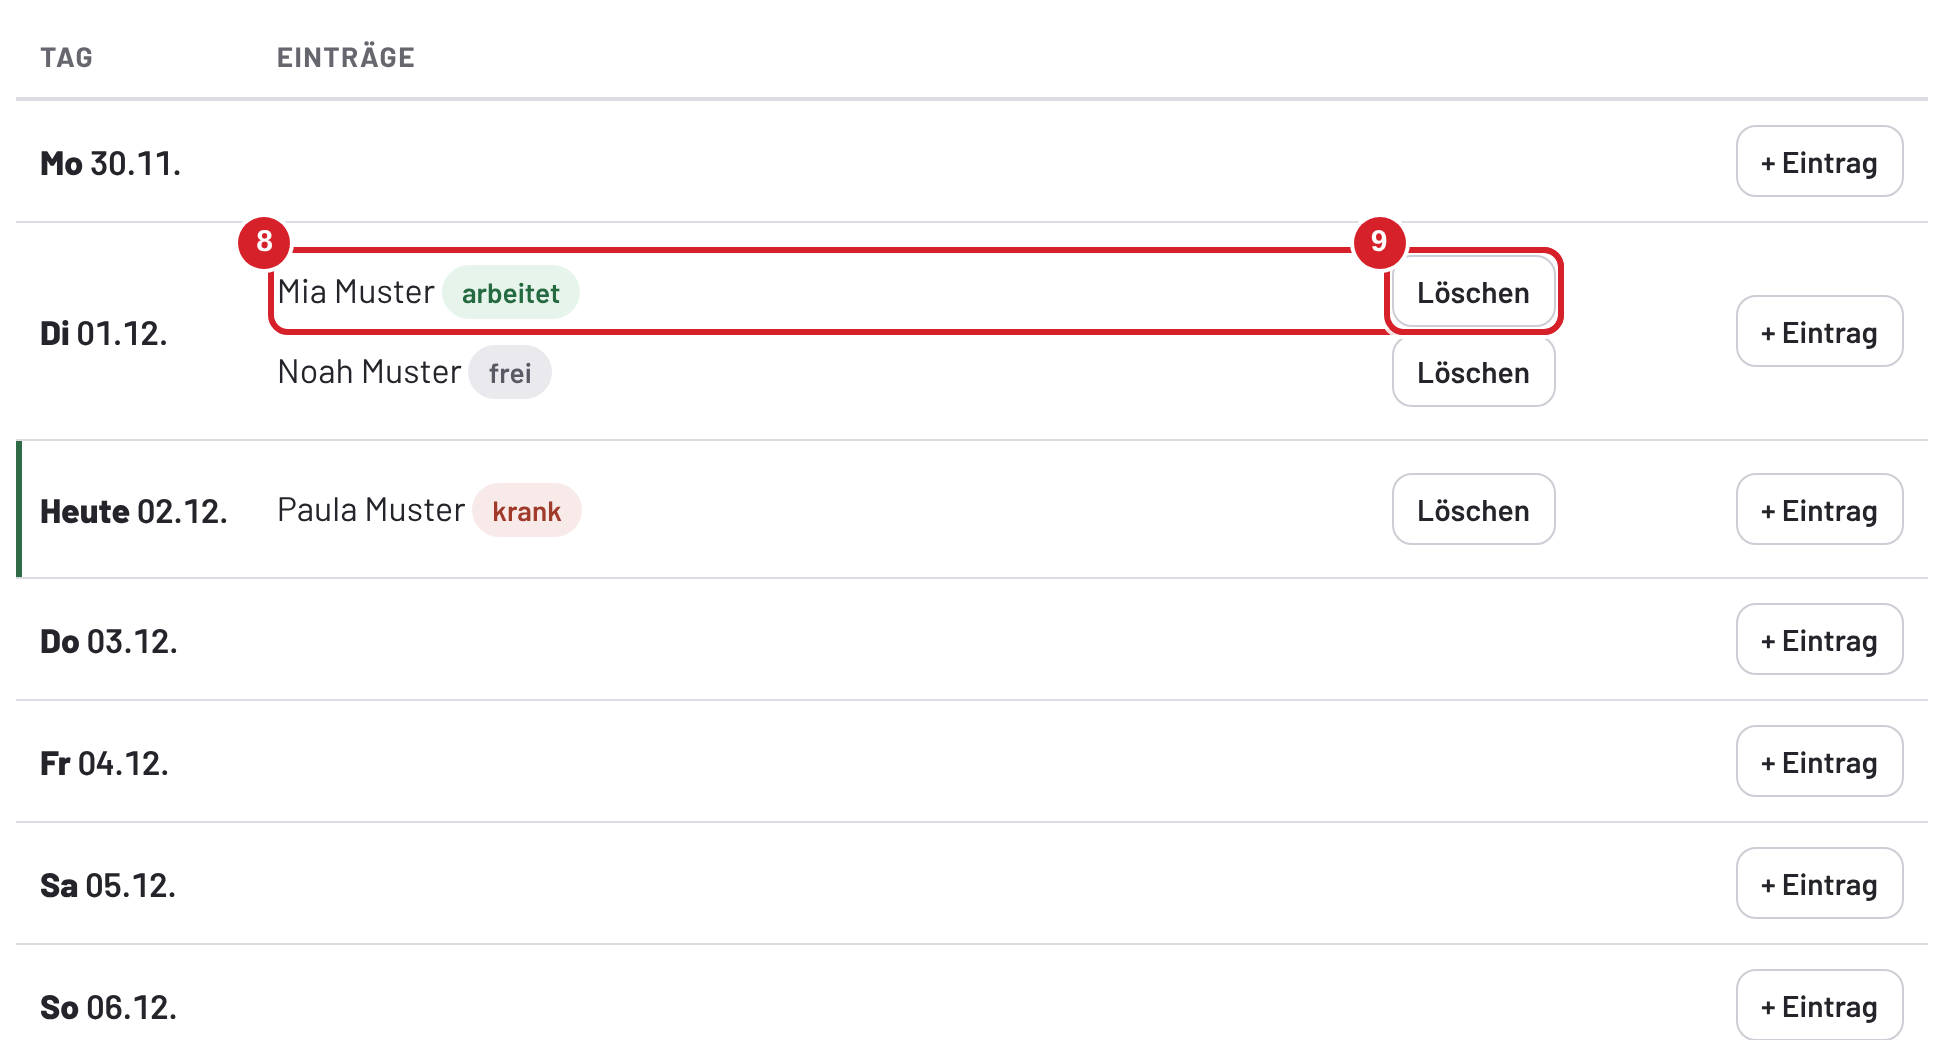 TAG EINTRÄGE
Mo 30.11. + Eintrag
8 9
Mia Muster arbeitet Löschen
Di 01.12. + Eintrag
Noah Muster frei Löschen
Heute 02.12. Paula Muster krank Löschen + Eintrag
Do 03.12. + Eintrag
Fr 04.12. + Eintrag
Sa 05.12. + Eintrag
So 06.12. + Eintrag